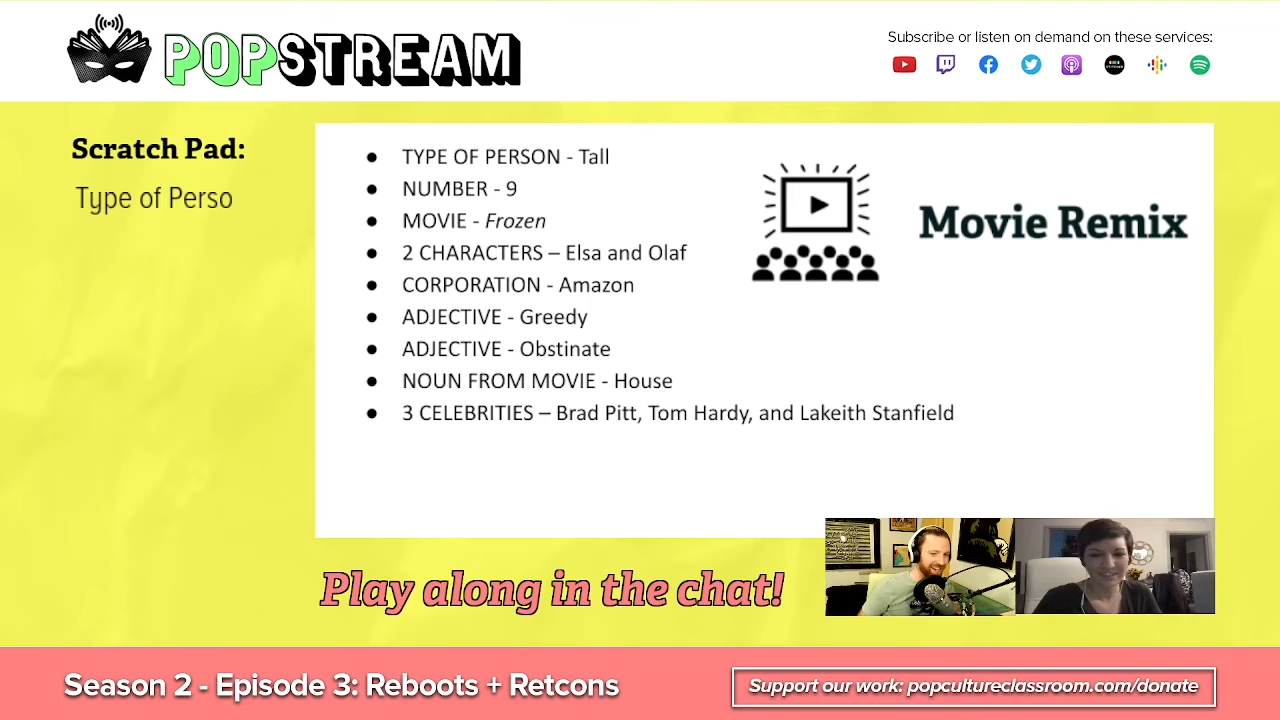 POPSTREAM
Subscribe or listen on demand on these services:
Scratch Pad:
Type of Perso
● TYPE OF PERSON - Tall
● NUMBER - 9
● MOVIE - Frozen
● 2 CHARACTERS – Elsa and Olaf
● CORPORATION - Amazon
● ADJECTIVE - Greedy
● ADJECTIVE - Obstinate
● NOUN FROM MOVIE - House
● 3 CELEBRITIES – Brad Pitt, Tom Hardy, and Lakeith Stanfield
Movie Remix
Play along in the chat!
Season 2 - Episode 3: Reboots + Retcons
Support our work: popcultureclassroom.com/donate